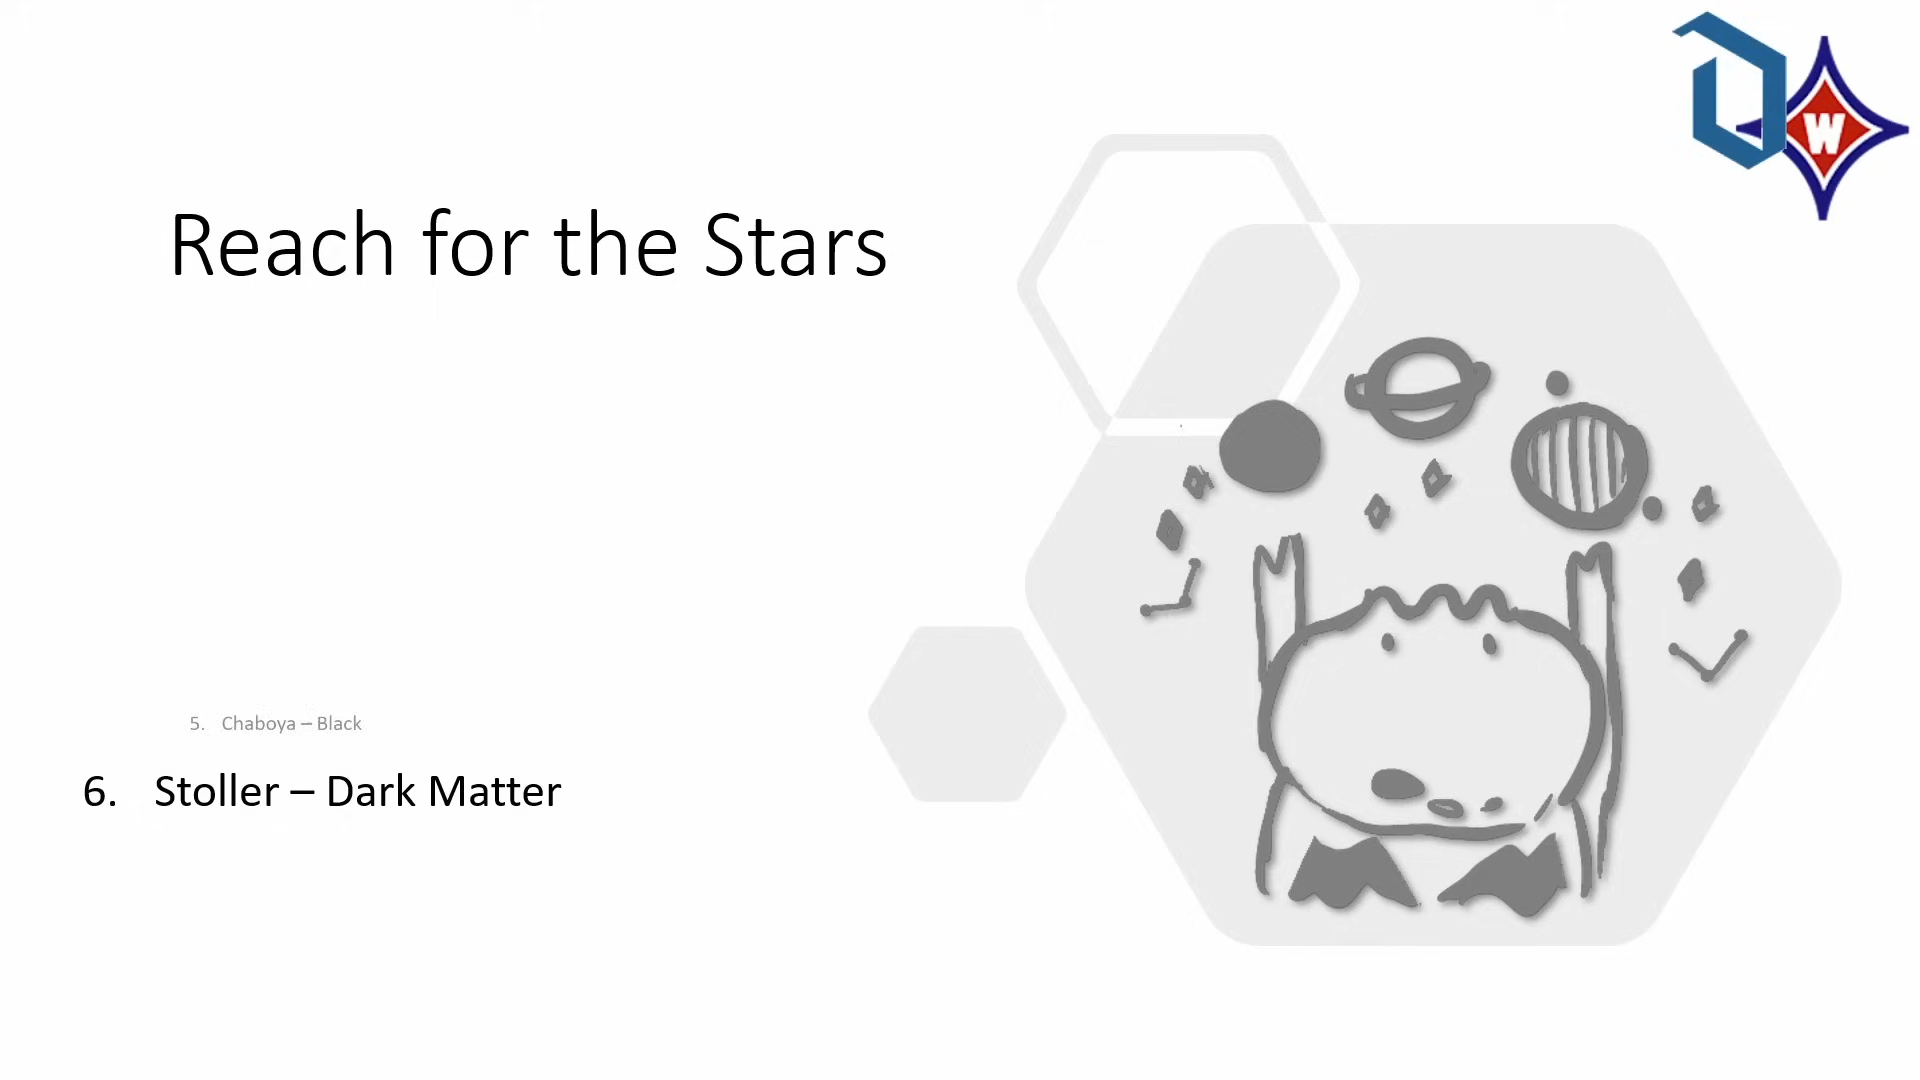 W
Reach for the Stars
5. Chaboya – Black
6. Stoller – Dark Matter